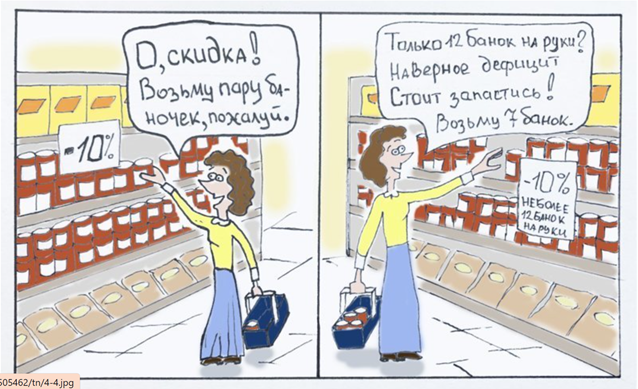 О, скидка!
Возьму пару ба-
ночек, пожалуй.
-10%
Только 12 банок на руки?
Наверное дефицит
Стоит запастись!
Возьму 7 банок.
-10%
НЕ БОЛЕЕ
12 БАНОК
НА РУКИ
505462/tn/4-4.jpg